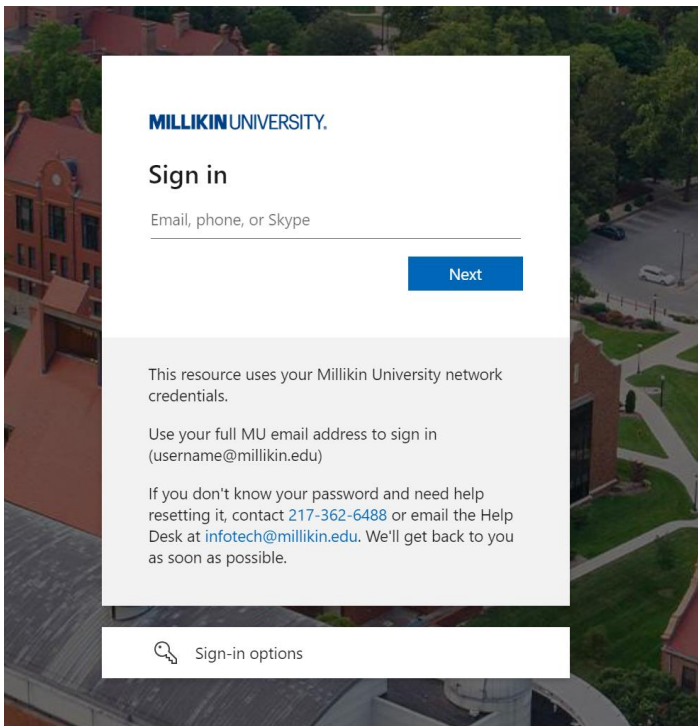 MILLIKIN UNIVERSITY.
Sign in
Email, phone, or Skype
Next
This resource uses your Millikin University network
credentials.
Use your full MU email address to sign in
(username@millikin.edu)
If you don't know your password and need help
resetting it, contact 217-362-6488 or email the Help
Desk at infotech@millikin.edu. We'll get back to you
as soon as possible.
Sign-in options